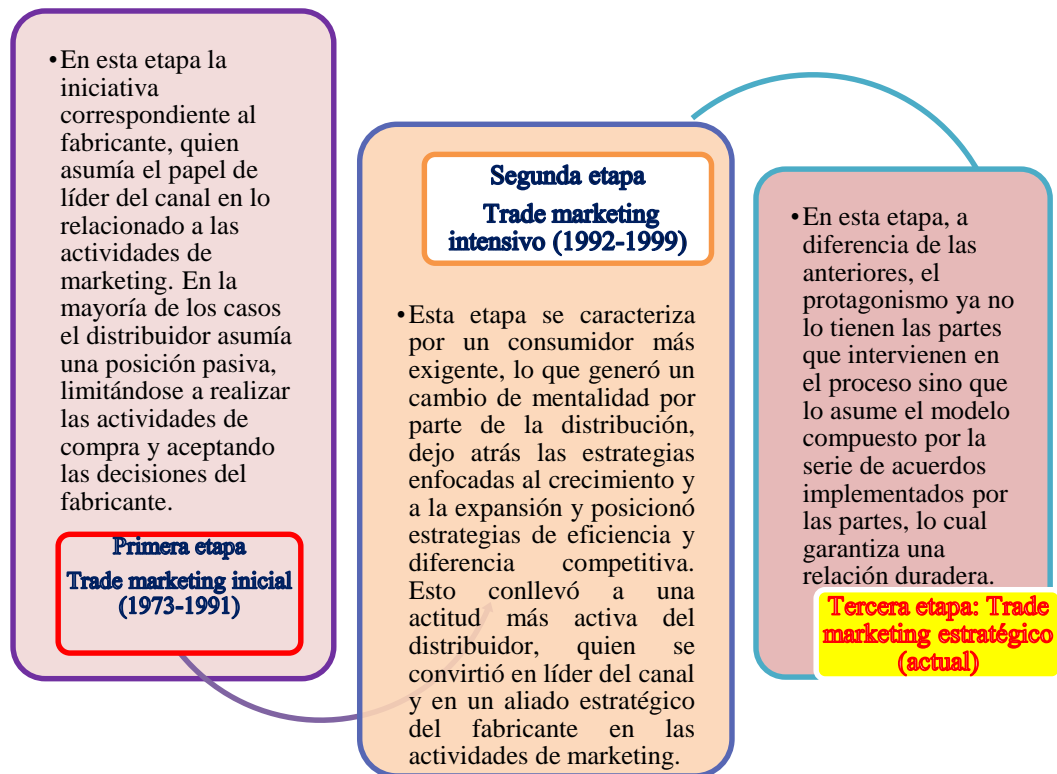 •En esta etapa la
iniciativa
correspondiente al
fabricante, quien
asumía el papel de
líder del canal en lo
relacionado a las
actividades de
marketing. En la
mayoría de los casos
el distribuidor asumía
una posición pasiva,
limitándose a realizar
las actividades de
compra y aceptando
las decisiones del
fabricante.
Primera etapa
Trade marketing inicial
(1973-1991)
Segunda etapa
Trade marketing
intensivo (1992-1999)
•Esta etapa se caracteriza
por un consumidor más
exigente, lo que generó un
cambio de mentalidad por
parte de la distribución,
dejo atrás las estrategias
enfocadas al crecimiento y
a la expansión y posicionó
estrategias de eficiencia y
diferencia competitiva.
Esto conllevó a una
actitud más activa del
distribuidor, quien se
convirtió en líder del canal
y en un aliado estratégico
del fabricante en las
actividades de marketing.
•En esta etapa, a
diferencia de las
anteriores, el
protagonismo ya no
lo tienen las partes
que intervienen en
el proceso sino que
lo asume el modelo
compuesto por la
serie de acuerdos
implementados por
las partes, lo cual
garantiza una
relación duradera.
Tercera etapa: Trade
marketing estratégico
(actual)